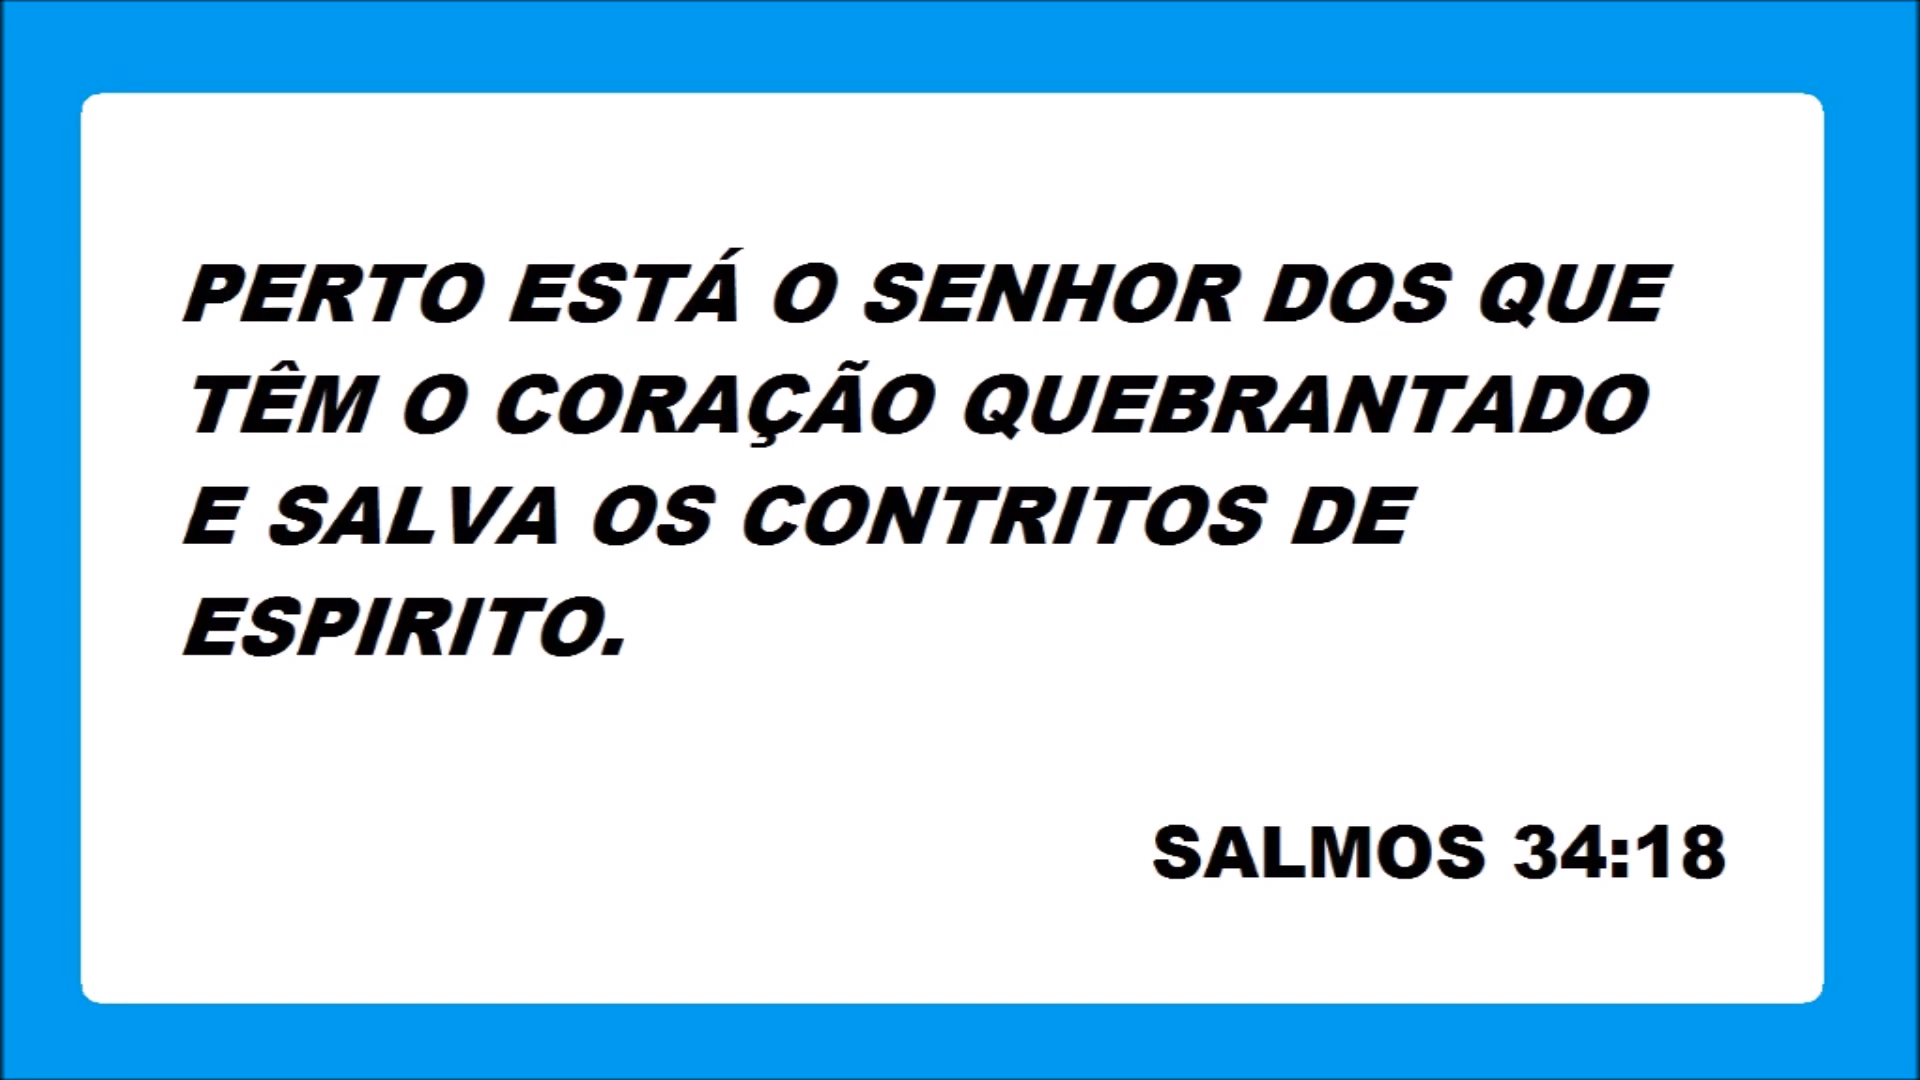 PERTO ESTÁ O SENHOR DOS QUE
TÊM O CORAÇÃO QUEBRANTADO
E SALVA OS CONTRITOS DE
ESPIRITO.
SALMOS 34:18